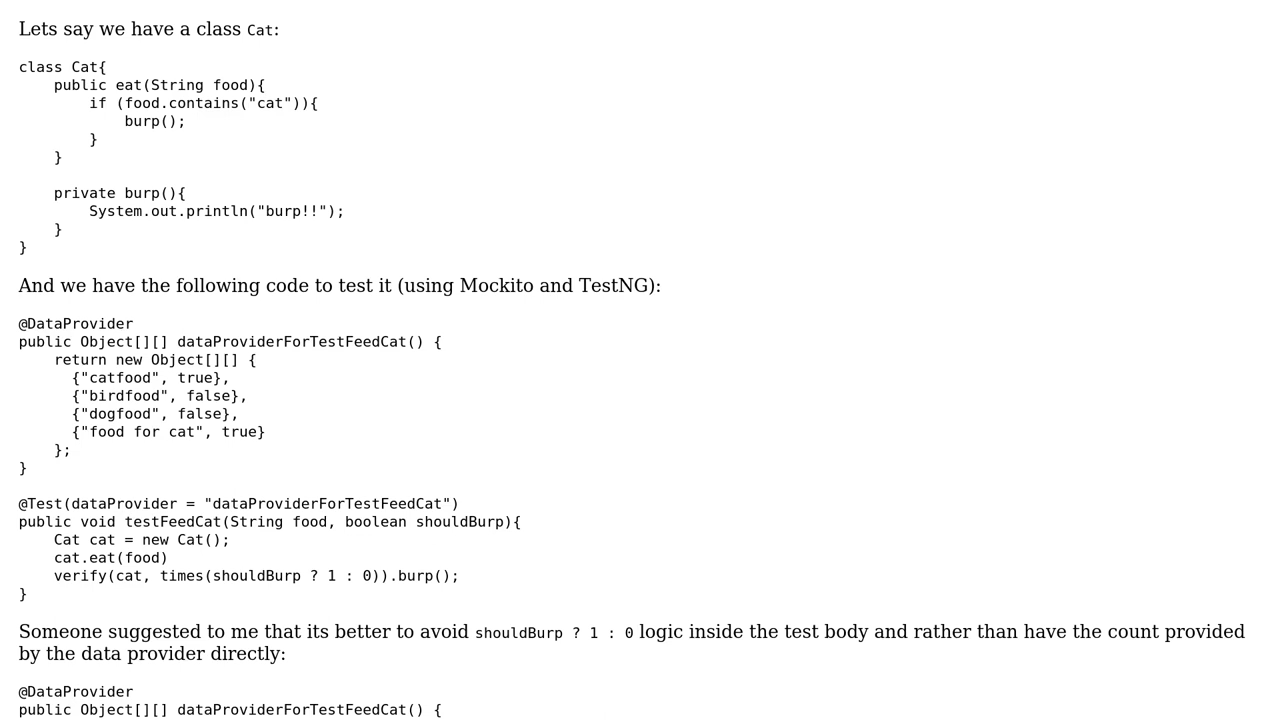 Lets say we have a class Cat:
class Cat{
    public eat(String food){
        if (food.contains("cat")){
            burp();
        }
    }

    private burp(){
        System.out.println("burp!!");
    }
}
And we have the following code to test it (using Mockito and TestNG):
@DataProvider
public Object[][] dataProviderForTestFeedCat() {
    return new Object[][] {
      {"catfood", true},
      {"birdfood", false},
      {"dogfood", false},
      {"food for cat", true}
    };
}

@Test(dataProvider = "dataProviderForTestFeedCat")
public void testFeedCat(String food, boolean shouldBurp){
    Cat cat = new Cat();
    cat.eat(food)
    verify(cat, times(shouldBurp ? 1 : 0)).burp();
}
Someone suggested to me that its better to avoid shouldBurp ? 1 : 0 logic inside the test body and rather than have the count provided
by the data provider directly:
@DataProvider
public Object[][] dataProviderForTestFeedCat() {